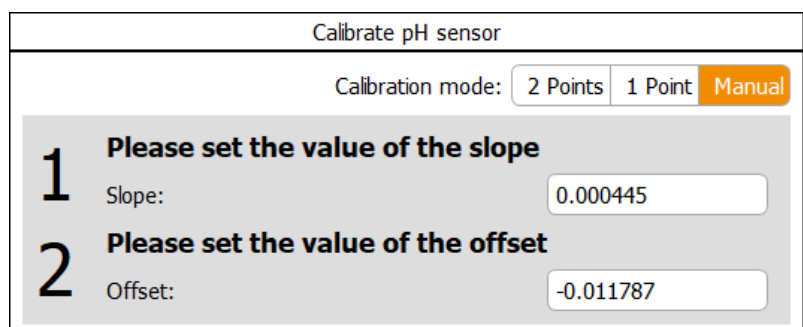 Calibrate pH sensor
Calibration mode: 2 Points 1 Point Manual
1 Please set the value of the slope
Slope: 0.000445
2 Please set the value of the offset
Offset: -0.011787